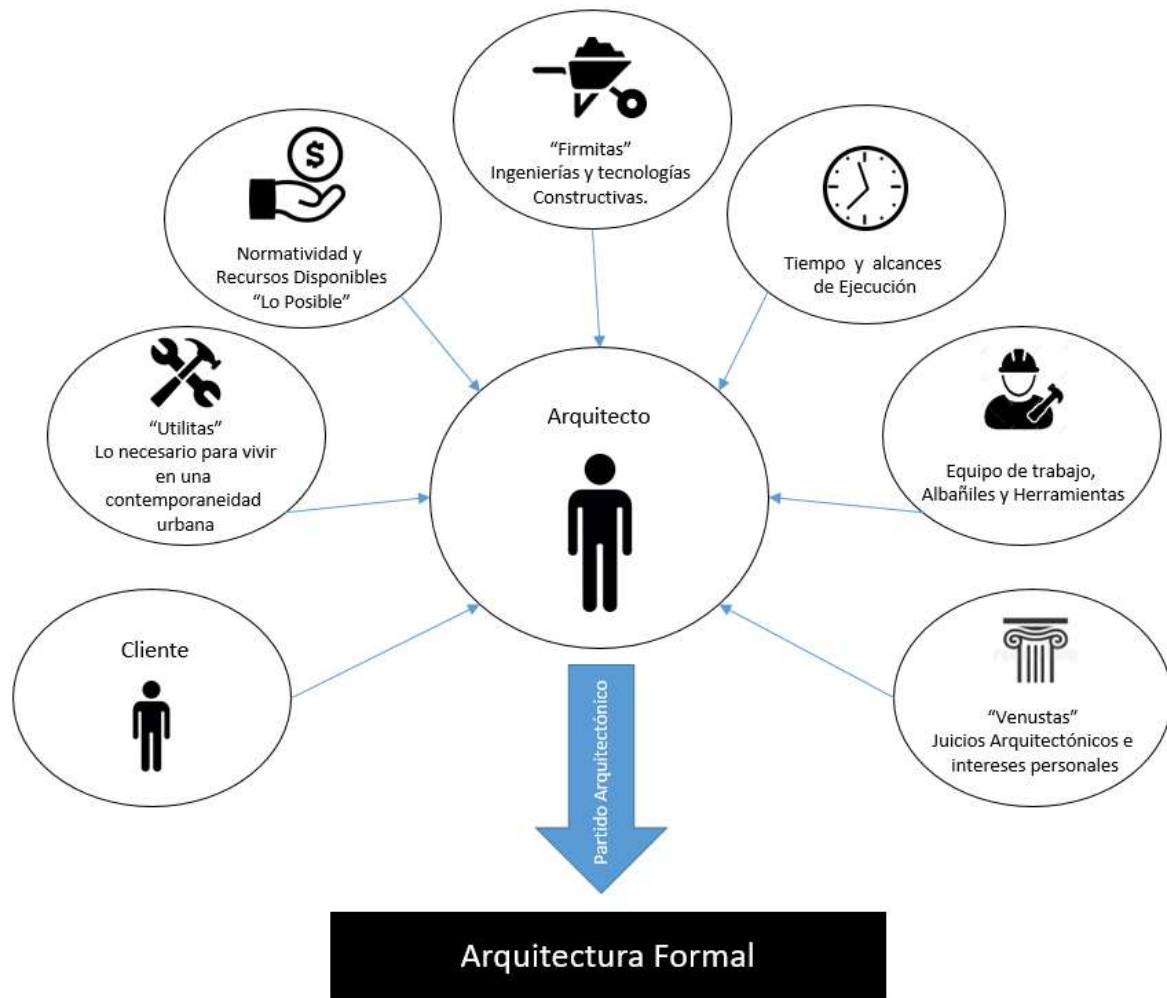 “Firmitas”
Ingenierías y tecnologías
Constructivas.
$
Normatividad y
Recursos Disponibles
“Lo Posible”
Tiempo y alcances
de Ejecución
“Utilitas”
Lo necesario para vivir
en una
contemporaneidad
urbana
Arquitecto
Equipo de trabajo,
Albañiles y Herramientas
Cliente
“Venustas”
Juicios Arquitectónicos e
intereses personales
Partido Arquitectónico
Arquitectura Formal